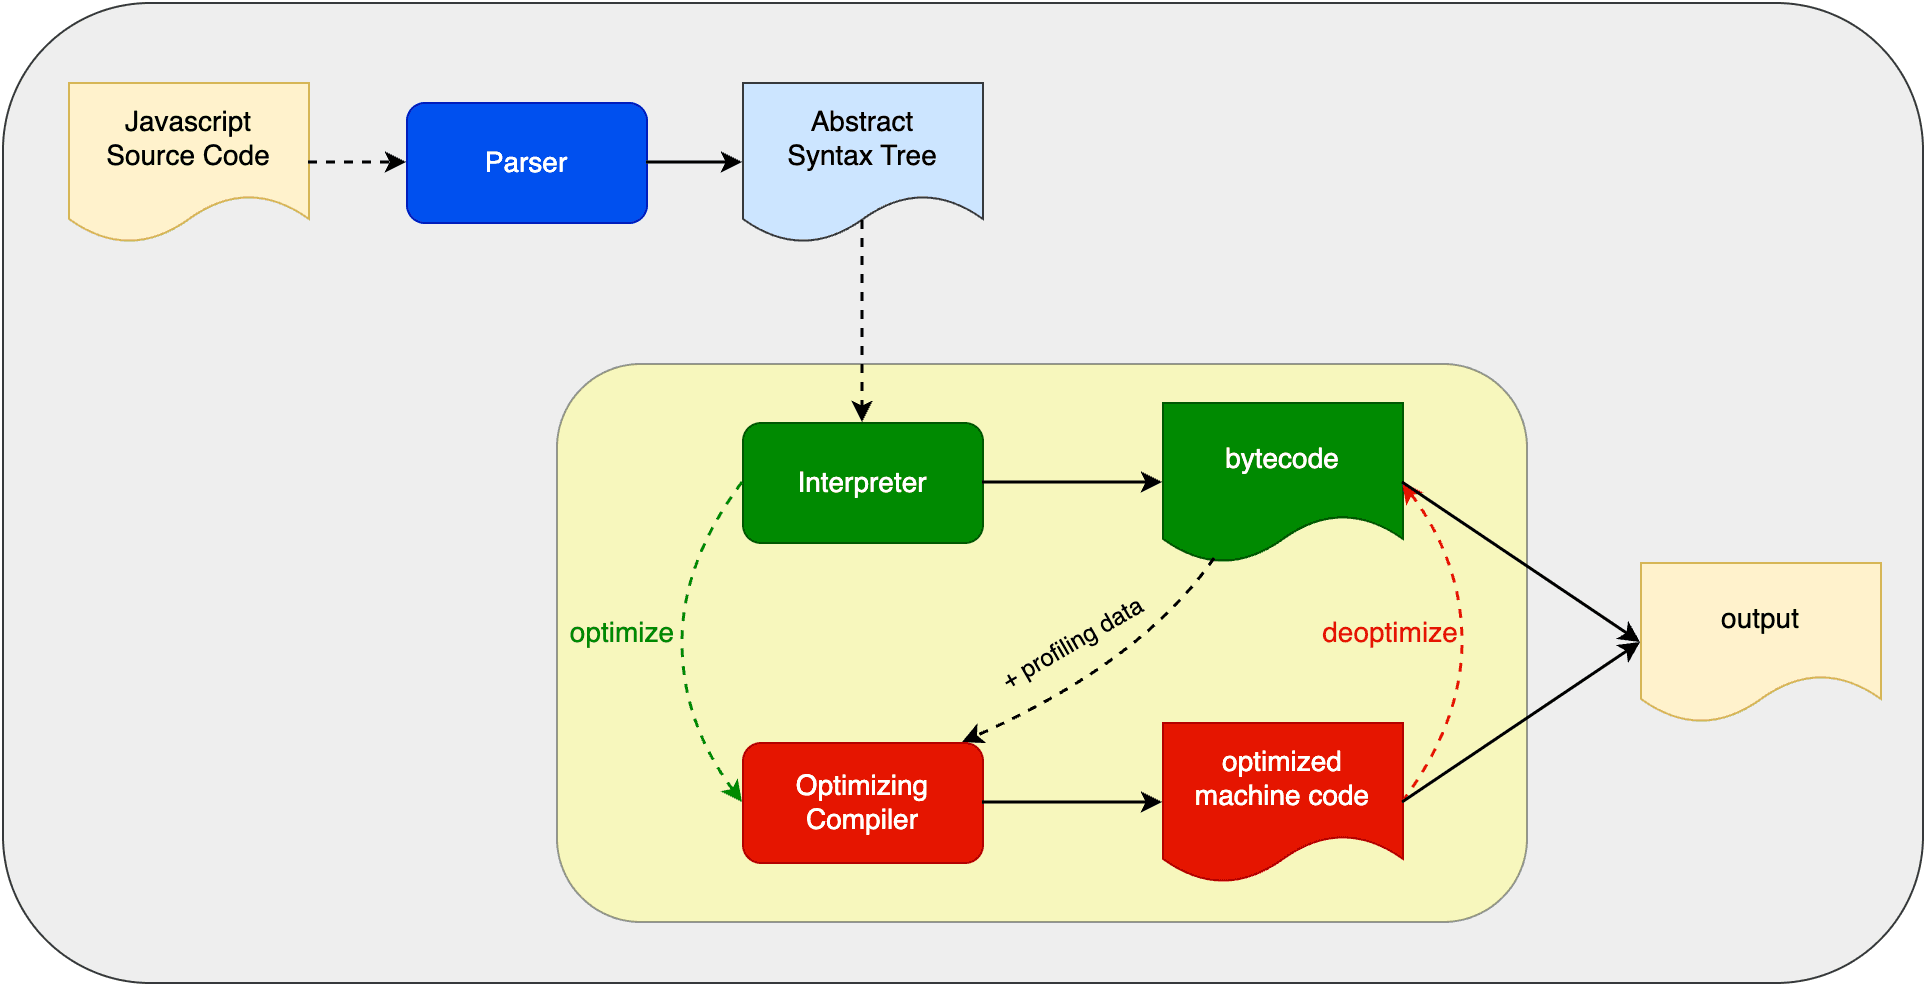 Javascript
Source Code
Parser
Abstract
Syntax Tree
Interpreter
bytecode
optimize
+ profiling data
deoptimize
output
Optimizing
Compiler
optimized
machine code